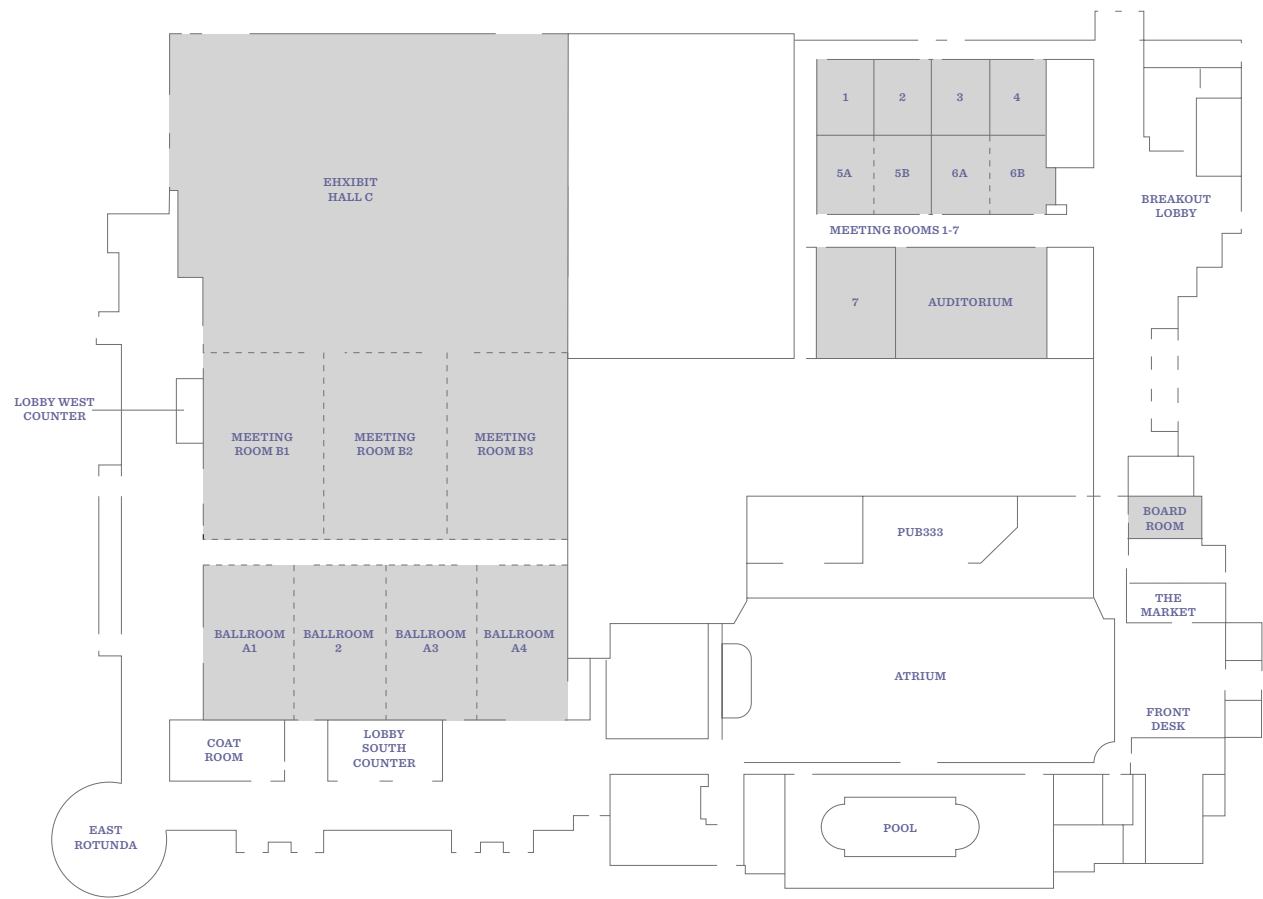 1
2
3
4
EHXIBIT
HALL C
5A
5B
6A
6B
BREAKOUT
LOBBY
MEETING ROOMS 1-7
7
AUDITORIUM
LOBBY WEST
COUNTER
MEETING
ROOM B1
MEETING
ROOM B2
MEETING
ROOM B3
BOARD
ROOM
PUB333
THE
MARKET
BALLROOM
A1
BALLROOM
2
BALLROOM
A3
BALLROOM
A4
ATRIUM
FRONT
DESK
COAT
ROOM
LOBBY
SOUTH
COUNTER
EAST
ROTUNDA
POOL